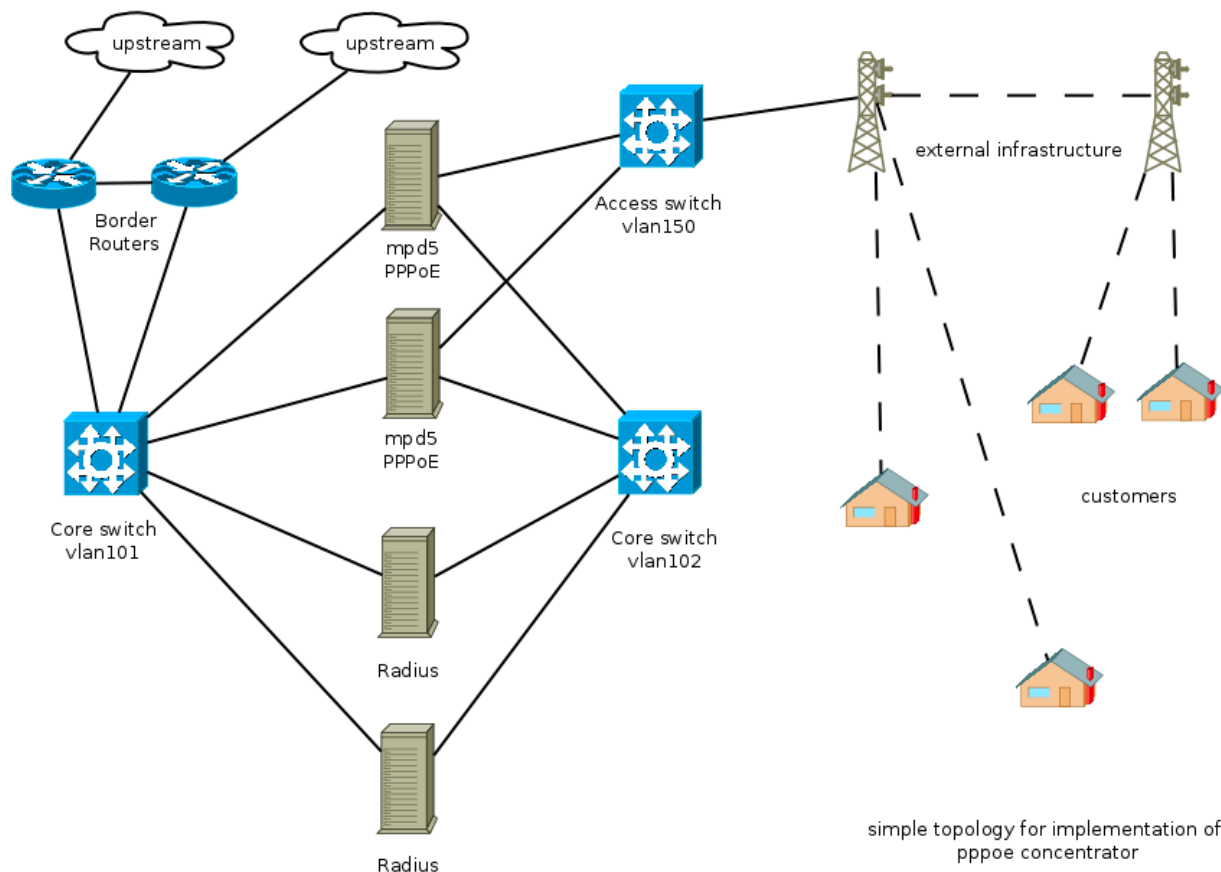 upstream
upstream
Border
Routers
mpd5
PPPoE
Access switch
vlan150
external infrastructure
mpd5
PPPoE
Core switch
vlan101
Core switch
vlan102
customers
Radius
Radius
simple topology for implementation of
pppoe concentrator